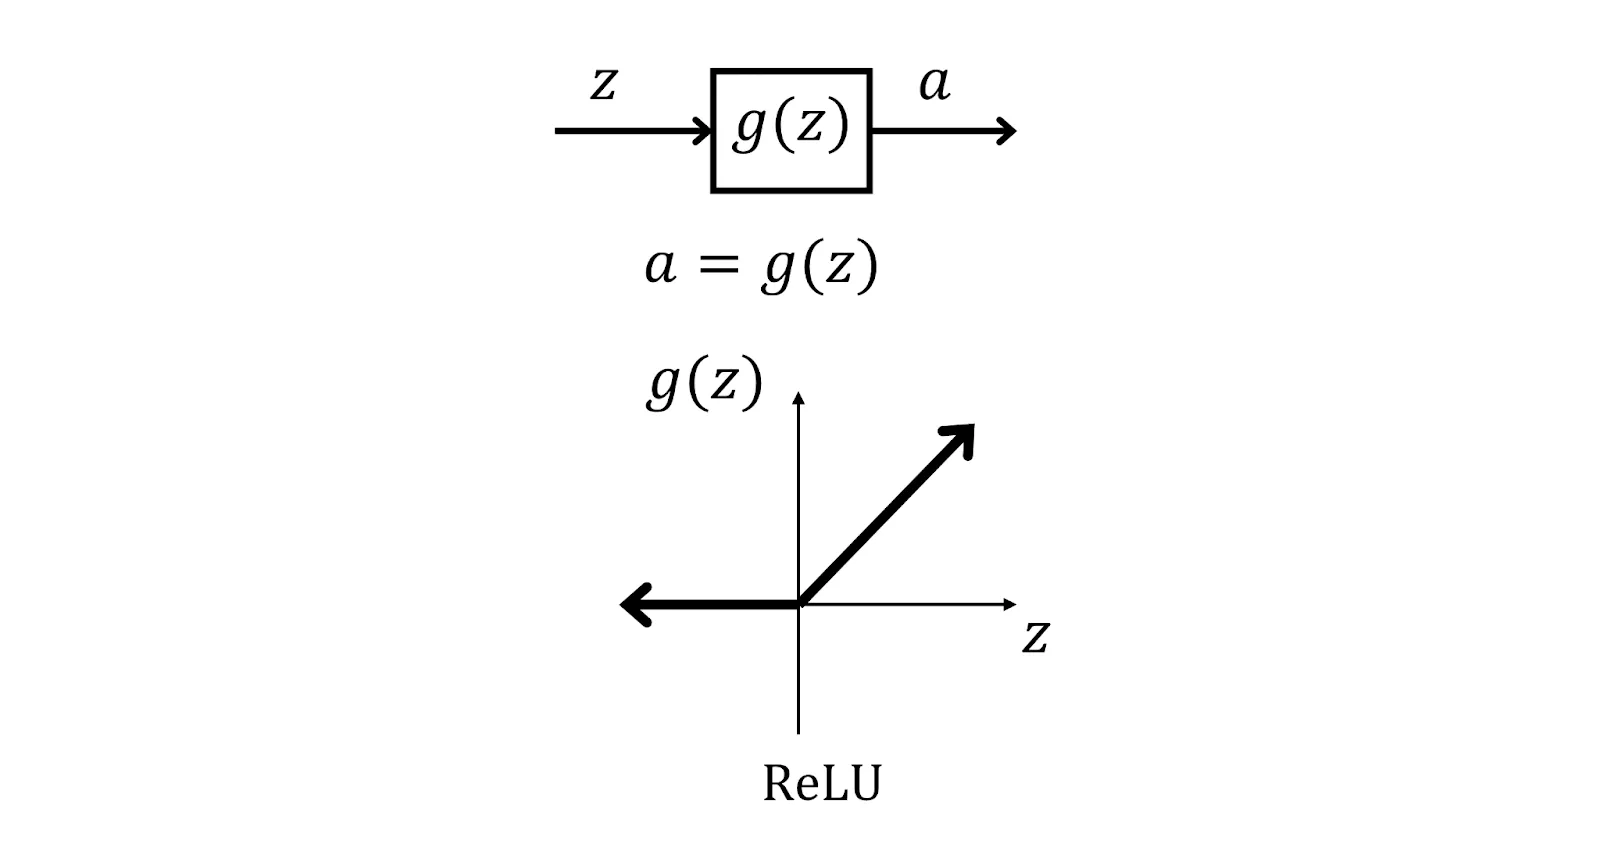 z g(z) a
a = g(z)
g(z)
z
ReLU